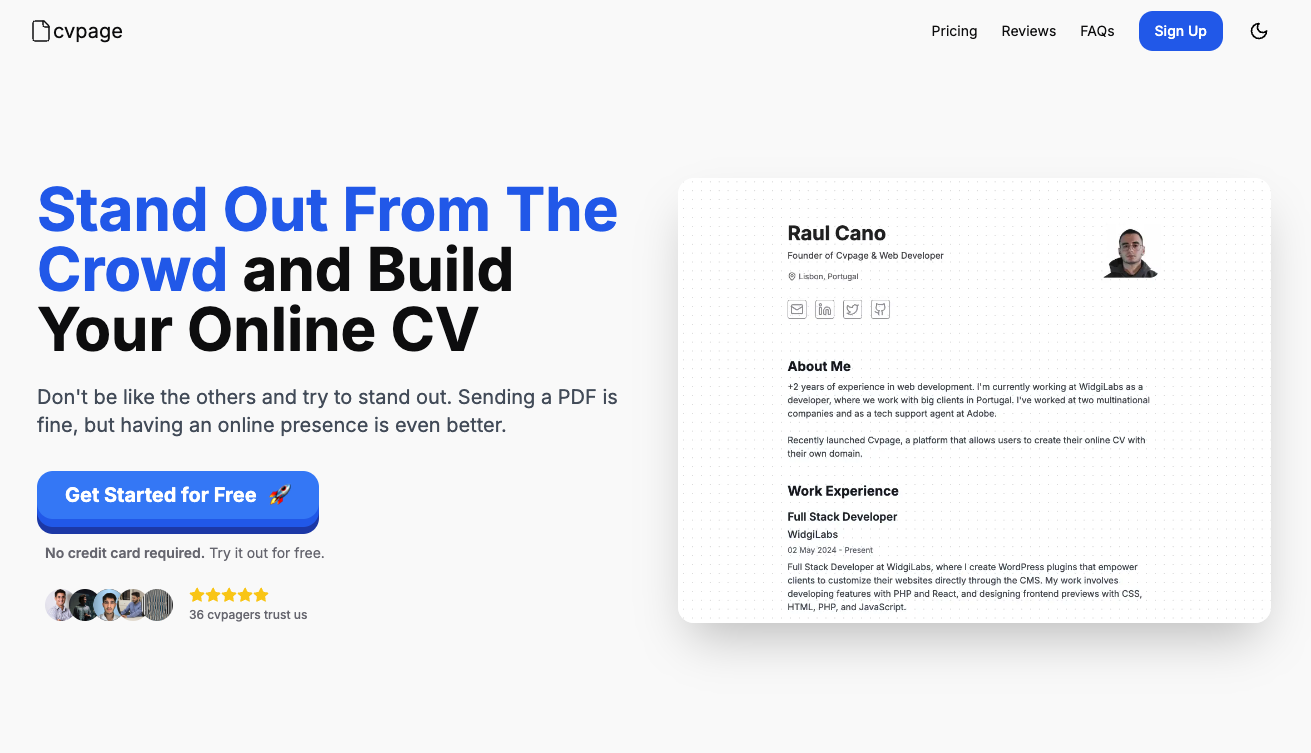 cvpage
Pricing
Reviews
FAQs
Sign Up
Stand Out From The
Crowd and Build
Your Online CV
Don't be like the others and try to stand out. Sending a PDF is
fine, but having an online presence is even better.
Get Started for Free 🚀
No credit card required. Try it out for free.
36 cvpagers trust us
Raul Cano
Founder of Cvpage & Web Developer
Lisbon, Portugal
About Me
+2 years of experience in web development. I'm currently working at WidgiLabs as a
developer, where we work with big clients in Portugal. I've worked at two multinational
companies and as a tech support agent at Adobe.
Recently launched Cvpage, a platform that allows users to create their online CV with
their own domain.
Work Experience
Full Stack Developer
WidgiLabs
02 May 2024 - Present
Full Stack Developer at WidgiLabs, where I create WordPress plugins that empower
clients to customize their websites directly through the CMS. My work involves
developing features with PHP and React, and designing frontend previews with CSS,
HTML, PHP, and JavaScript.